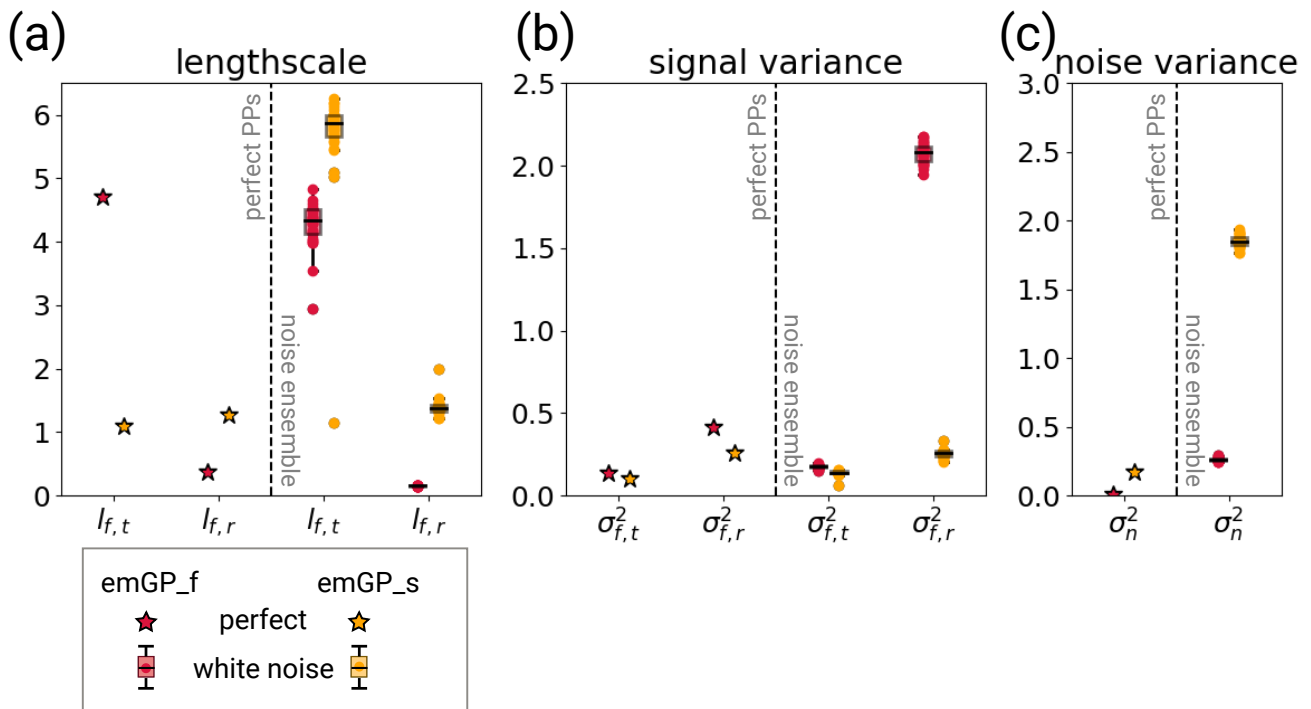 (a)
lengthscale
6
5
4
3
2
1
0
perfect PPs
noise ensemble
l_{f, t}
l_{f, r}
l_{f, t}
l_{f, r}
(b)
signal variance
2.5
2.0
1.5
1.0
0.5
0.0
perfect PPs
noise ensemble
σ²_{f, t}
σ²_{f, r}
σ²_{f, t}
σ²_{f, r}
(c)
noise variance
3.0
2.5
2.0
1.5
1.0
0.5
0.0
perfect PPs
noise ensemble
σ²_n
σ²_n
emGP_f emGP_s
perfect
white noise